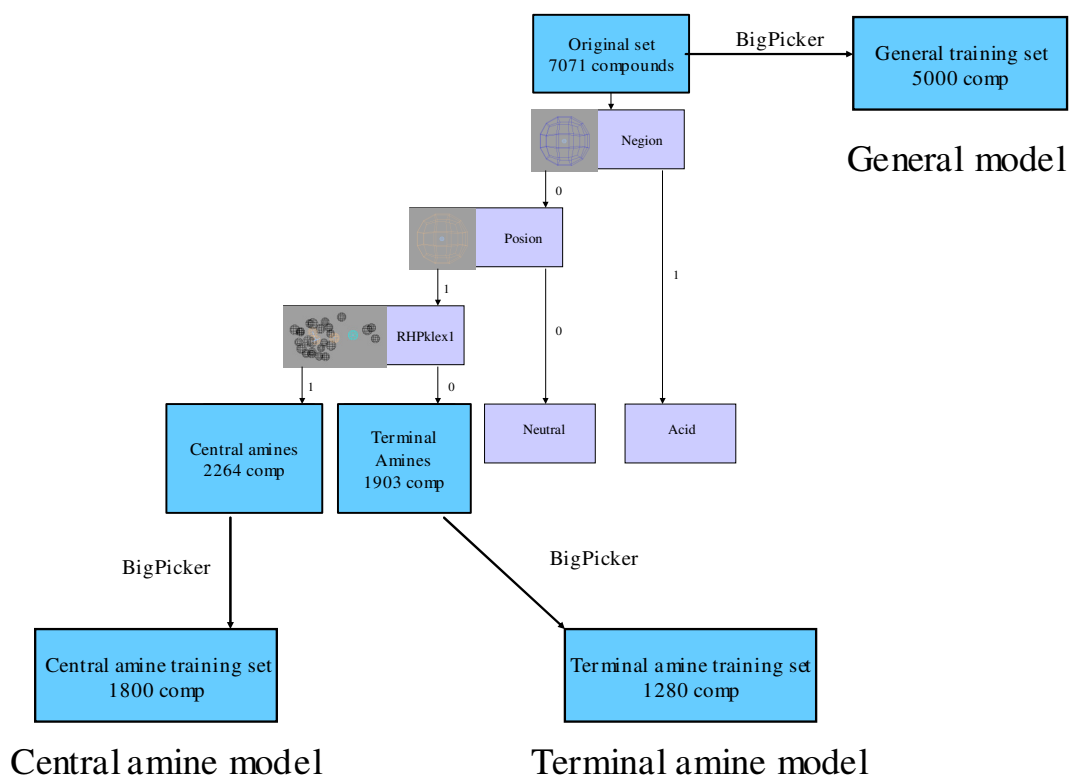 Original set
7071 compounds
BigPicker
General training set
5000 comp
General model
Negion
0
1
Posion
1
0
RHPklex1
1
0
Central amines
2264 comp
Terminal
Amines
1903 comp
Neutral
Acid
BigPicker
BigPicker
Central amine training set
1800 comp
Terminal amine training set
1280 comp
Central amine model
Terminal amine model